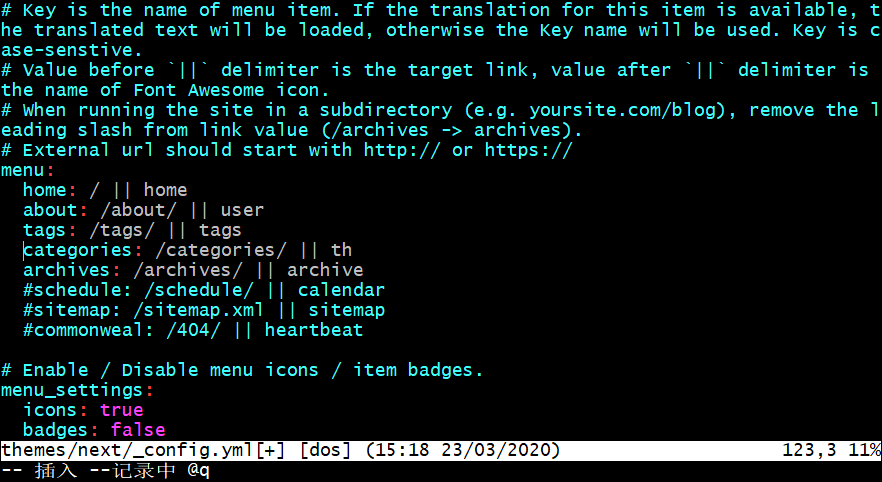 # Key is the name of menu item. If the translation for this item is available, t
he translated text will be loaded, otherwise the Key name will be used. Key is c
ase-senstive.
# Value before `||` delimiter is the target link, value after `||` delimiter is
the name of Font Awesome icon.
# When running the site in a subdirectory (e.g. yoursite.com/blog), remove the l
eading slash from link value (/archives -> archives).
# External url should start with http:// or https://
menu:
  home: / || home
  about: /about/ || user
  tags: /tags/ || tags
  categories: /categories/ || th
  archives: /archives/ || archive
  #schedule: /schedule/ || calendar
  #sitemap: /sitemap.xml || sitemap
  #commonweal: /404/ || heartbeat

# Enable / Disable menu icons / item badges.
menu_settings:
  icons: true
  badges: false
themes/next/_config.yml[+] [dos] (15:18 23/03/2020) 123,3 11%
-- 插入 --记录中 @q